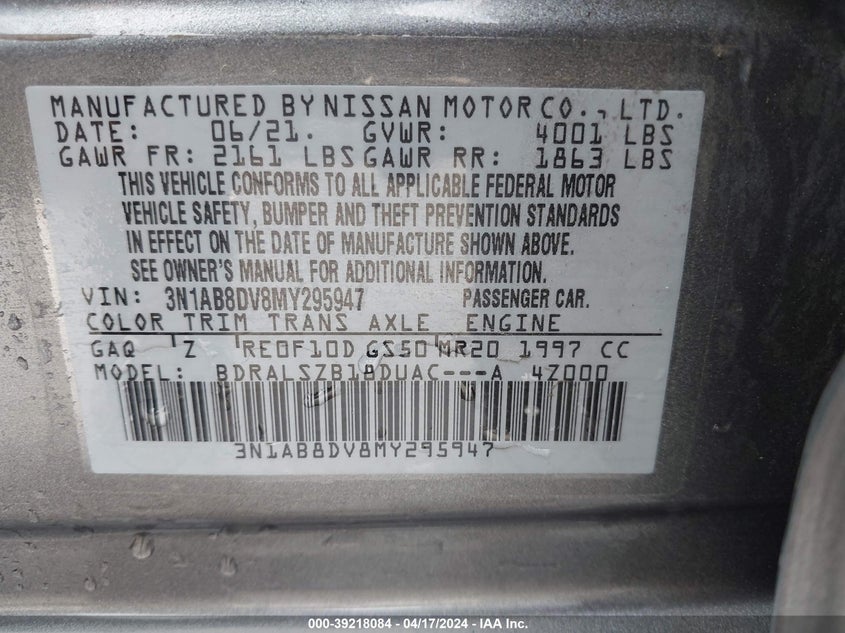 MANUFACTURED BY NISSAN MOTOR CO., LTD.
DATE: 06/21. GVWR: 4001 LBS
GAWR FR: 2161 LBS GAWR RR: 1863 LBS
THIS VEHICLE CONFORMS TO ALL APPLICABLE FEDERAL MOTOR
VEHICLE SAFETY, BUMPER AND THEFT PREVENTION STANDARDS
IN EFFECT ON THE DATE OF MANUFACTURE SHOWN ABOVE.
SEE OWNER'S MANUAL FOR ADDITIONAL INFORMATION.
VIN: 3N1AB8DV8MY295947 PASSENGER CAR.
COLOR TRIM TRANS AXLE ENGINE
GAQ Z RE0F10D GS50 MR20 1997 CC
MODEL: BDRALSZB18DUAC---A 4Z000
3N1AB8DV8MY295947
000-39218084 - 04/17/2024 - IAA Inc.